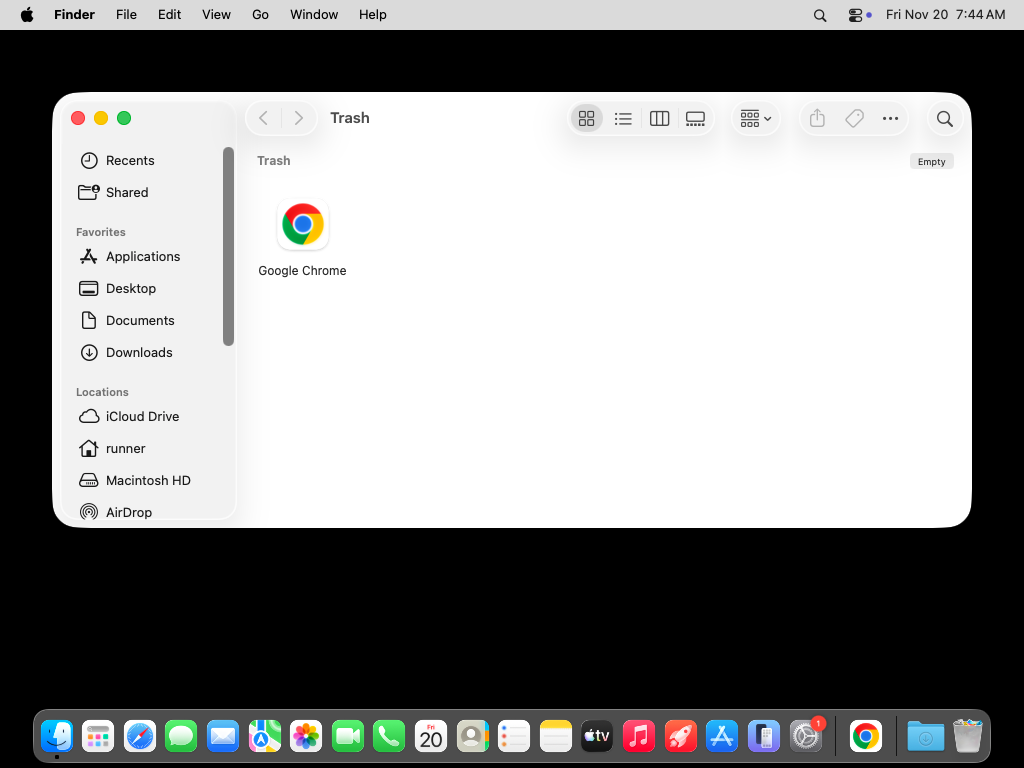 Finder File Edit View Go Window Help Fri Nov 20 7:44 AM
Trash
Recents
Shared
Favorites
Applications
Desktop
Documents
Downloads
Locations
iCloud Drive
runner
Macintosh HD
AirDrop
Trash Empty
Google Chrome
Fri
20
tv
1